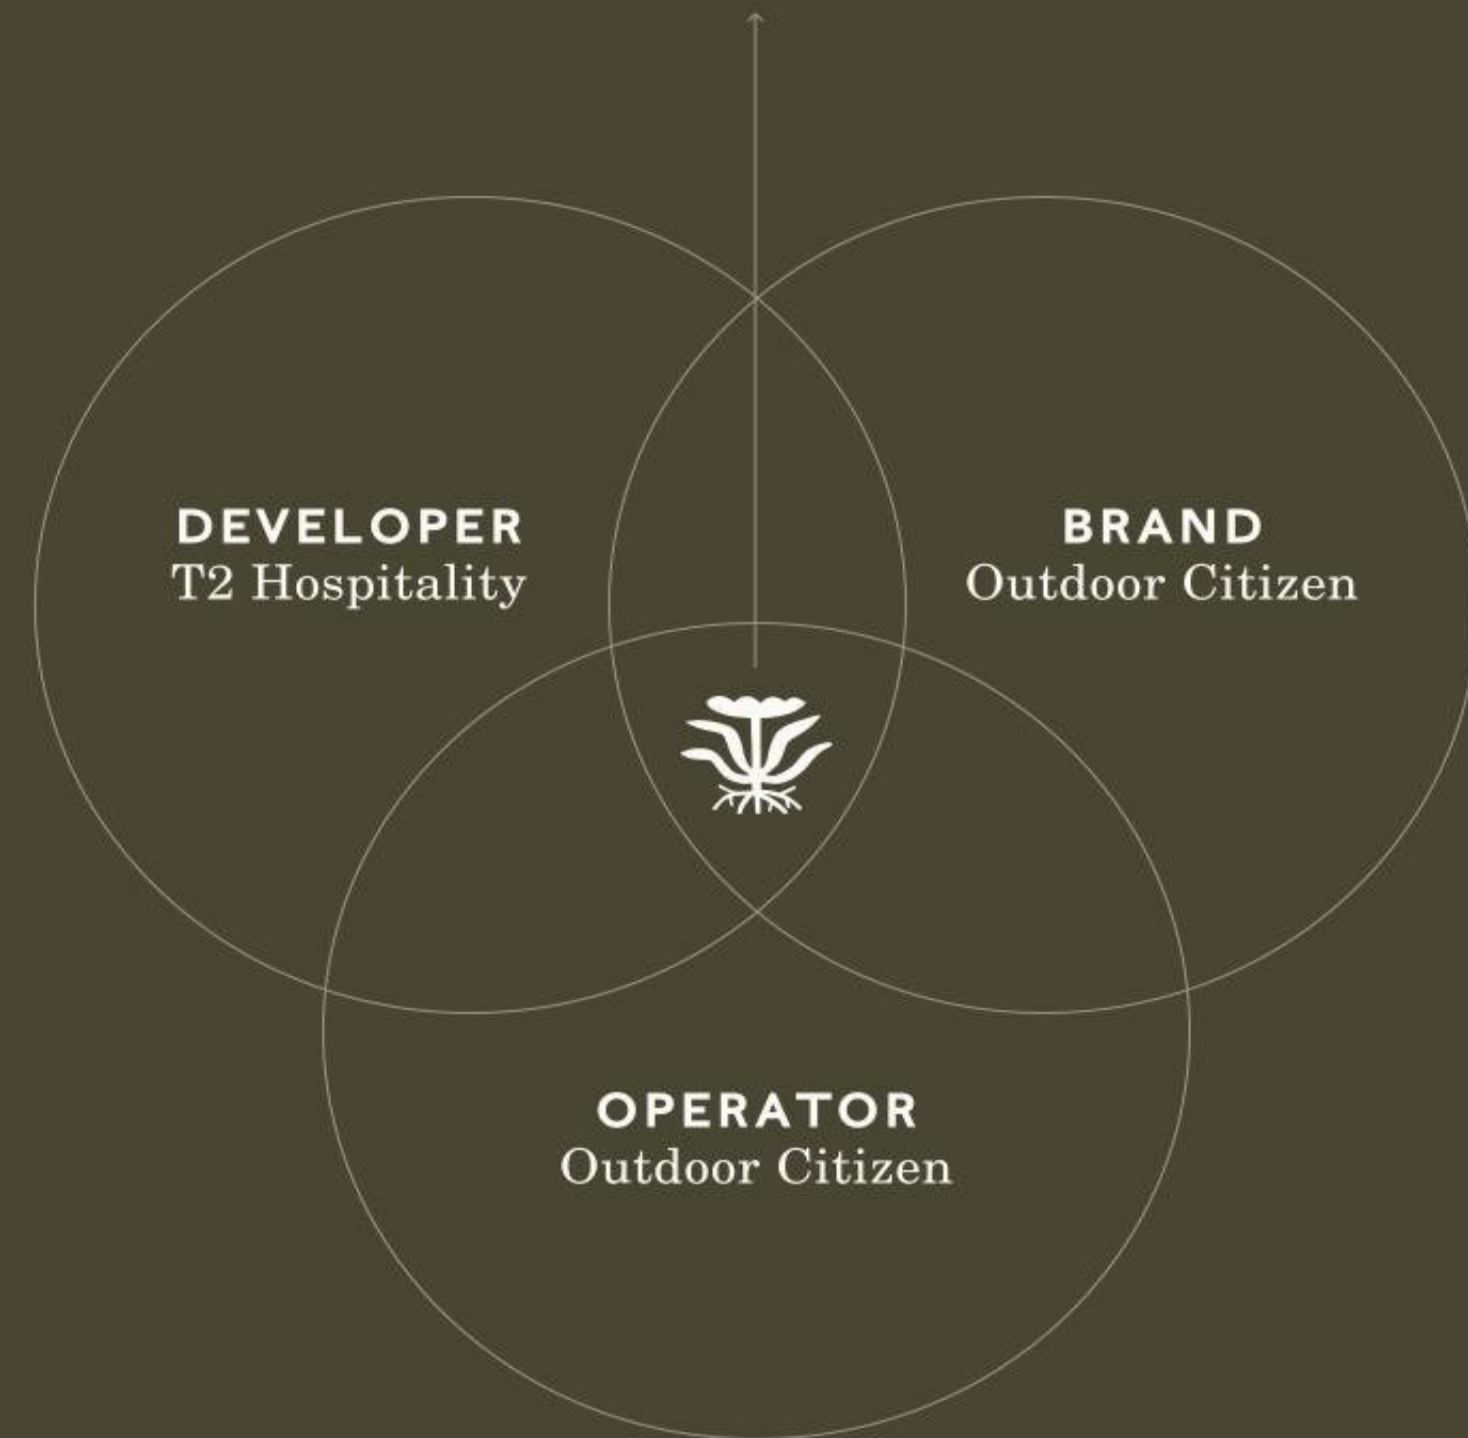 DEVELOPER
T2 Hospitality
BRAND
Outdoor Citizen
OPERATOR
Outdoor Citizen